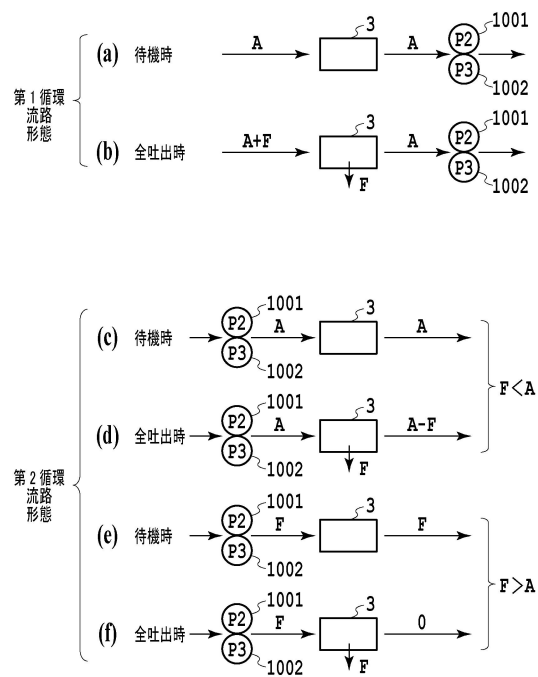 第1循環
流路
形態
(a) 待機時 A 3 A P2 P3 1001 1002
(b) 全吐出時 A+F 3 F A P2 P3 1001 1002
第2循環
流路
形態
(c) 待機時 P2 P3 1001 1002 A 3 A
(d) 全吐出時 P2 P3 1001 1002 A 3 F A-F
F<A
(e) 待機時 P2 P3 1001 1002 F 3 F
(f) 全吐出時 P2 P3 1001 1002 F 3 F 0
F>A